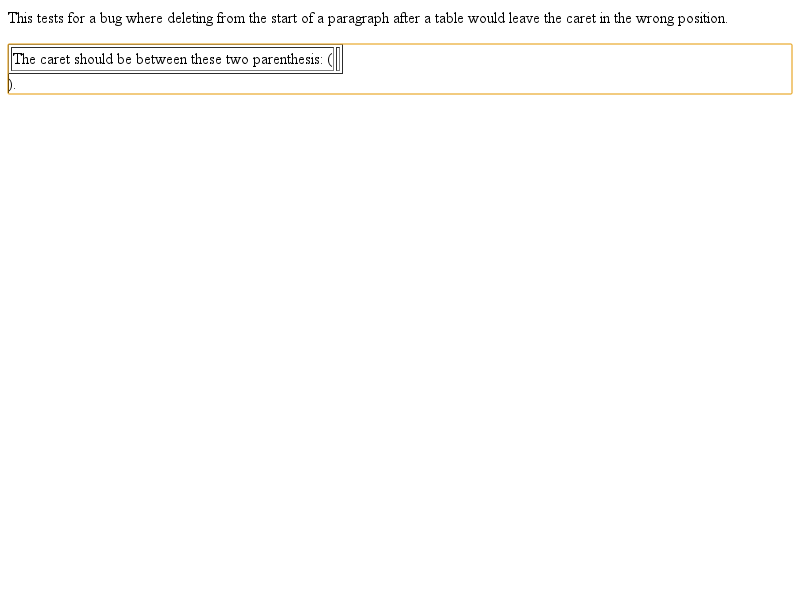 This tests for a bug where deleting from the start of a paragraph after a table would leave the caret in the wrong position.
The caret should be between these two parenthesis: (
).